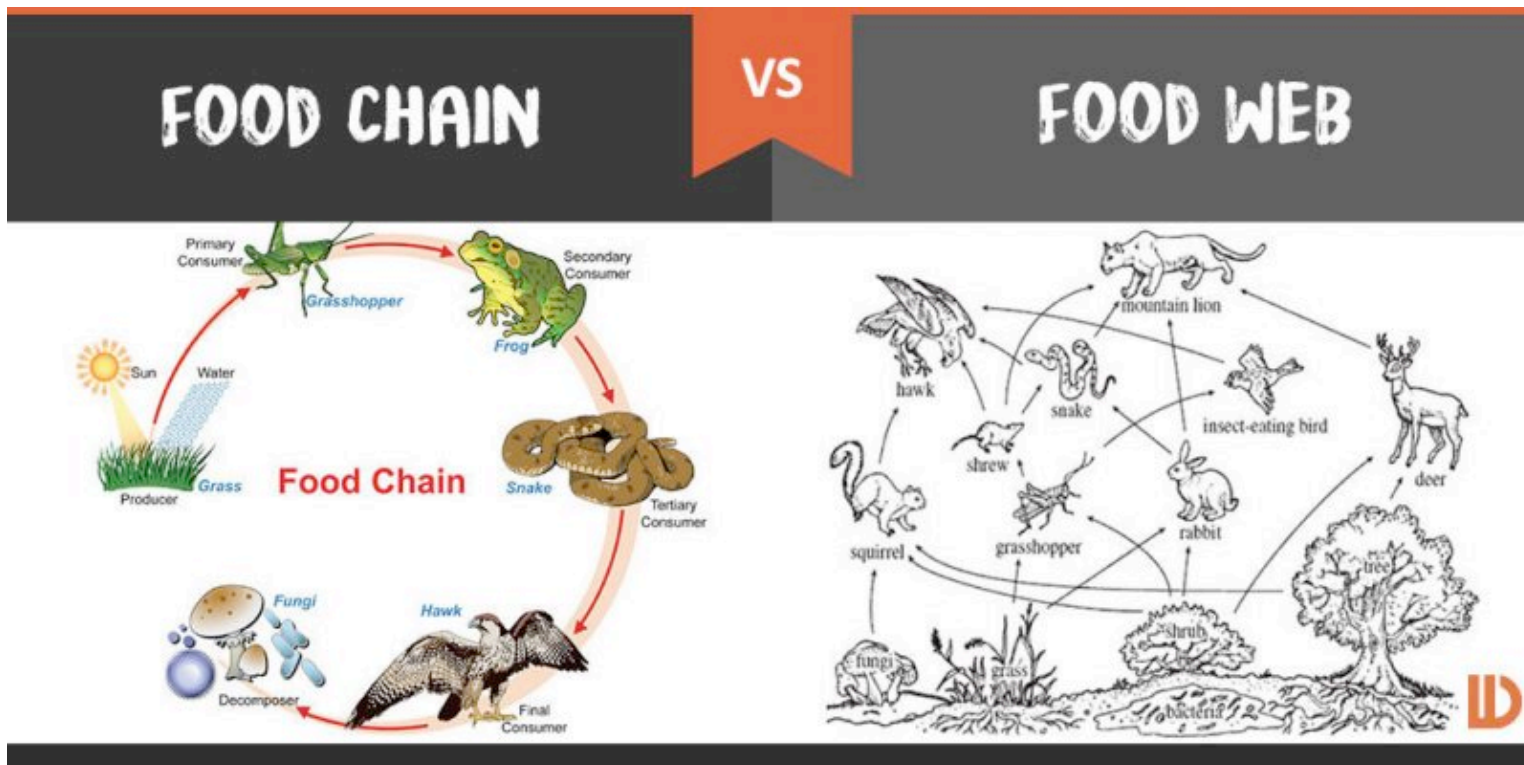 FOOD CHAIN
VS
FOOD WEB
Primary
Consumer
Grasshopper
Secondary
Consumer
Frog
Sun
Water
Producer
Grass
Food Chain
Snake
Tertiary
Consumer
Fungi
Decomposer
Hawk
Final
Consumer
mountain lion
hawk
snake
insect-eating bird
shrew
deer
squirrel
grasshopper
rabbit
tree
shrub
fungi
grass
bacteria